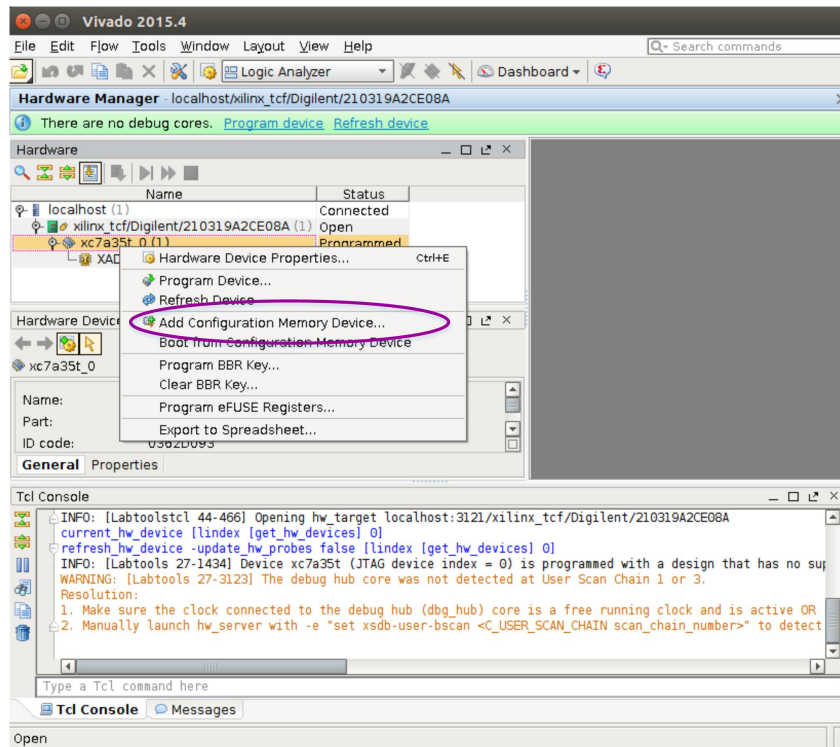 Vivado 2015.4
File Edit Flow Tools Window Layout View Help
Search commands
Logic Analyzer Dashboard
Hardware Manager - localhost/xilinx_tcf/Digilent/210319A2CE08A
There are no debug cores. Program device Refresh device
Hardware
Name Status
localhost (1) Connected
xilinx_tcf/Digilent/210319A2CE08A (1) Open
xc7a35t_0 (1) Programmed
XAD
Hardware Device Properties... Ctrl+E
Program Device...
Refresh Device
Hardware Device
Add Configuration Memory Device...
Boot from Configuration Memory Device
xc7a35t_0
Program BBR Key...
Clear BBR Key...
Name:
Program eFUSE Registers...
Part:
Export to Spreadsheet...
ID code: 0362D093
General Properties
Tcl Console
INFO: [Labtoolstcl 44-466] Opening hw_target localhost:3121/xilinx_tcf/Digilent/210319A2CE08A
current_hw_device [lindex [get_hw_devices] 0]
refresh_hw_device -update_hw_probes false [lindex [get_hw_devices] 0]
INFO: [Labtools 27-1434] Device xc7a35t (JTAG device index = 0) is programmed with a design that has no sup
WARNING: [Labtools 27-3123] The debug hub core was not detected at User Scan Chain 1 or 3.
Resolution:
1. Make sure the clock connected to the debug hub (dbg_hub) core is a free running clock and is active OR
2. Manually launch hw_server with -e "set xsdb-user-bscan <C_USER_SCAN_CHAIN scan_chain_number>" to detect
Type a Tcl command here
Tcl Console Messages
Open